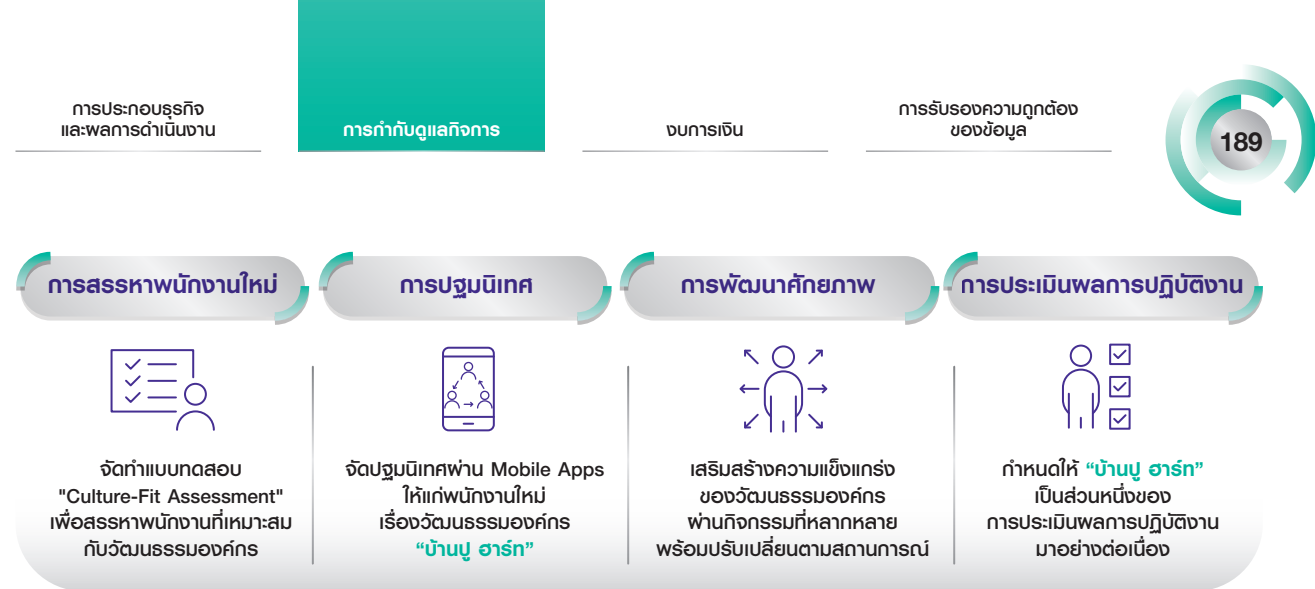 การประกอบธุรกิจ
และผลการดำเนินงาน
การกำกับดูแลกิจการ
งบการเงิน
การรับรองความถูกต้อง
ของข้อมูล
189
การสรรหาพนักงานใหม่
จัดทำแบบทดสอบ
"Culture-Fit Assessment"
เพื่อสรรหาพนักงานที่เหมาะสม
กับวัฒนธรรมองค์กร
การปฐมนิเทศ
จัดปฐมนิเทศผ่าน Mobile Apps
ให้แก่พนักงานใหม่
เรื่องวัฒนธรรมองค์กร
“บ้านปู ฮาร์ท”
การพัฒนาศักยภาพ
เสริมสร้างความแข็งแกร่ง
ของวัฒนธรรมองค์กร
ผ่านกิจกรรมที่หลากหลาย
พร้อมปรับเปลี่ยนตามสถานการณ์
การประเมินผลการปฏิบัติงาน
กำหนดให้ “บ้านปู ฮาร์ท”
เป็นส่วนหนึ่งของ
การประเมินผลการปฏิบัติงาน
มาอย่างต่อเนื่อง